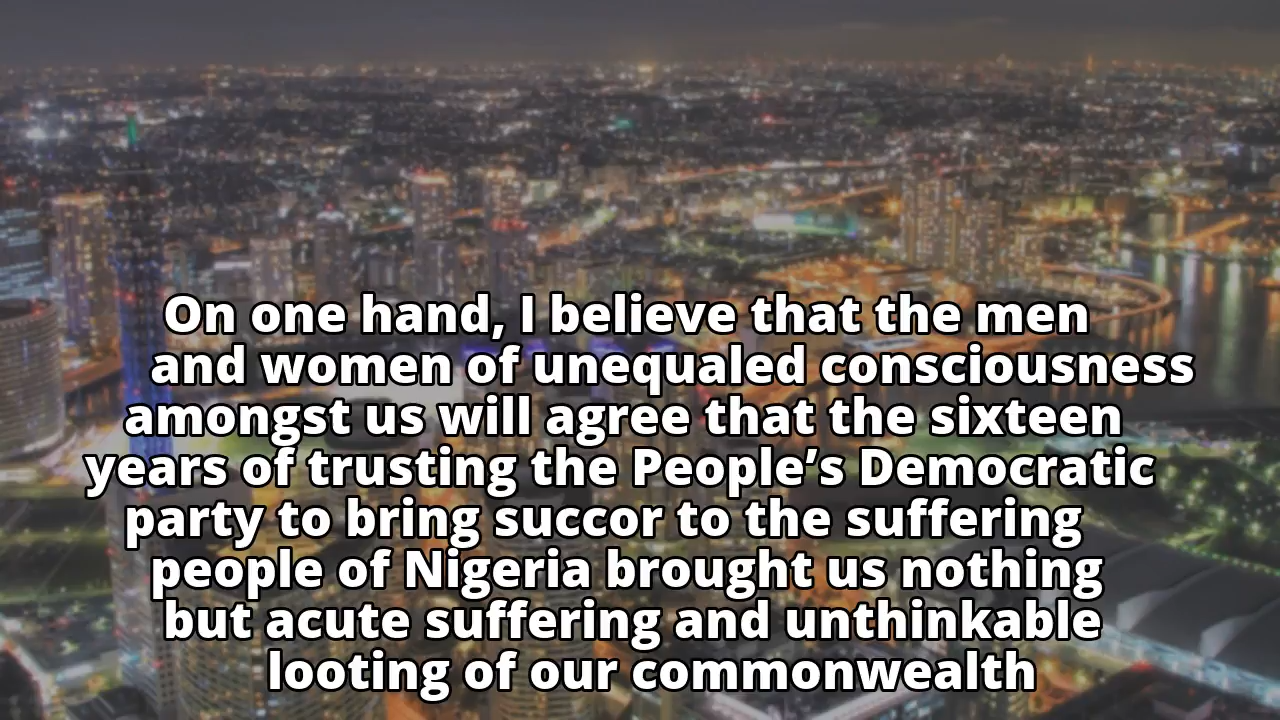 On one hand, I believe that the men
and women of unequaled consciousness
amongst us will agree that the sixteen
years of trusting the People’s Democratic
party to bring succor to the suffering
people of Nigeria brought us nothing
but acute suffering and unthinkable
looting of our commonwealth